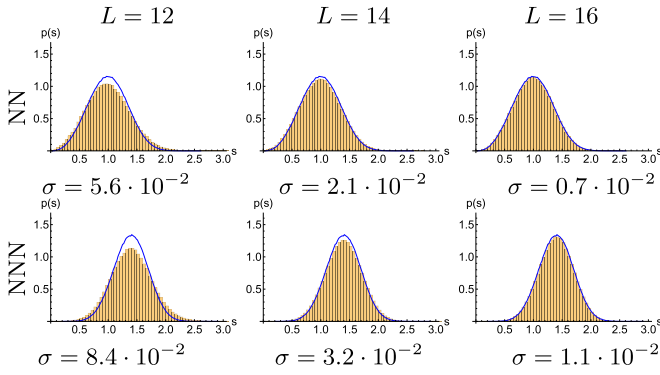 L = 12 L = 14 L = 16
p(s) p(s) p(s)
NN
1.5 1.5 1.5
1.0 1.0 1.0
0.5 0.5 0.5
0.5 1.0 1.5 2.0 2.5 3.0 s 0.5 1.0 1.5 2.0 2.5 3.0 s 0.5 1.0 1.5 2.0 2.5 3.0 s
σ = 5.6 · 10⁻² σ = 2.1 · 10⁻² σ = 0.7 · 10⁻²
p(s) p(s) p(s)
NNN
1.5 1.5 1.5
1.0 1.0 1.0
0.5 0.5 0.5
0.5 1.0 1.5 2.0 2.5 3.0 s 0.5 1.0 1.5 2.0 2.5 3.0 s 0.5 1.0 1.5 2.0 2.5 3.0 s
σ = 8.4 · 10⁻² σ = 3.2 · 10⁻² σ = 1.1 · 10⁻²